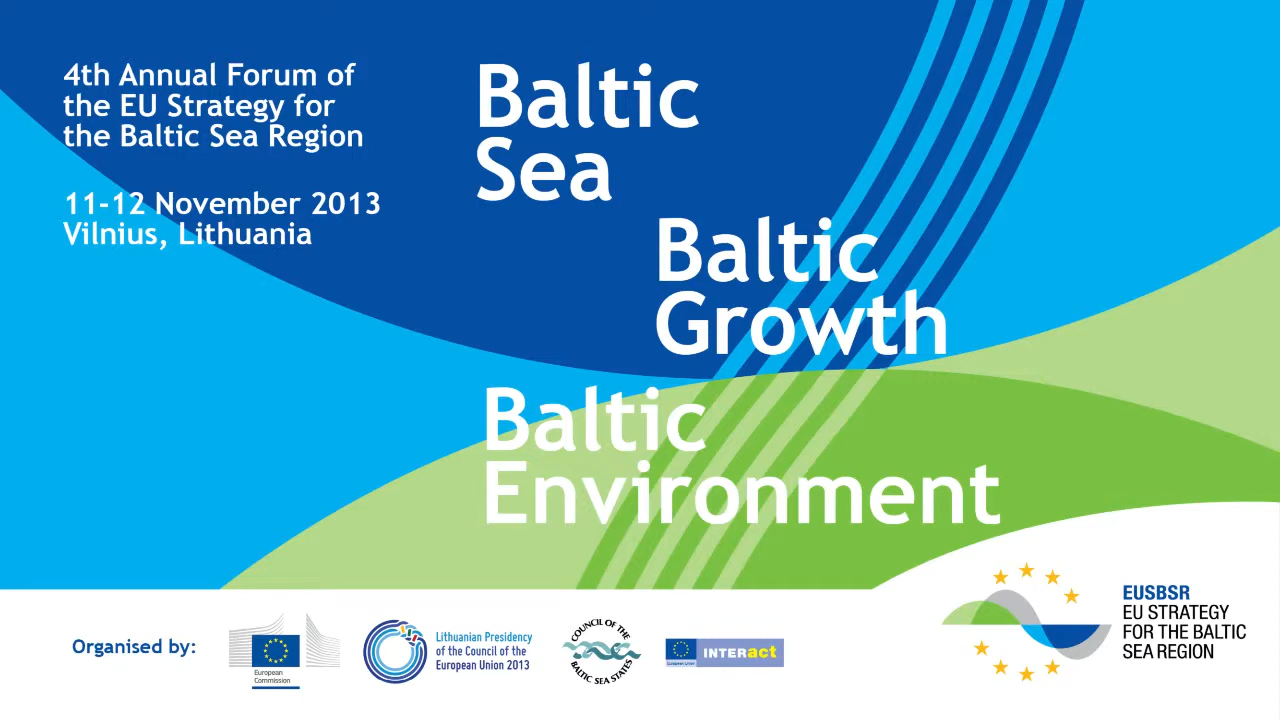 4th Annual Forum of
the EU Strategy for
the Baltic Sea Region
11-12 November 2013
Vilnius, Lithuania
Baltic
Sea
Baltic
Growth
Baltic
Environment
Organised by:
European
Commission
Lithuanian Presidency
of the Council of the
European Union 2013
COUNCIL OF THE
BALTIC SEA STATES
European Union
INTERact
EUSBSR
EU STRATEGY
FOR THE BALTIC
SEA REGION